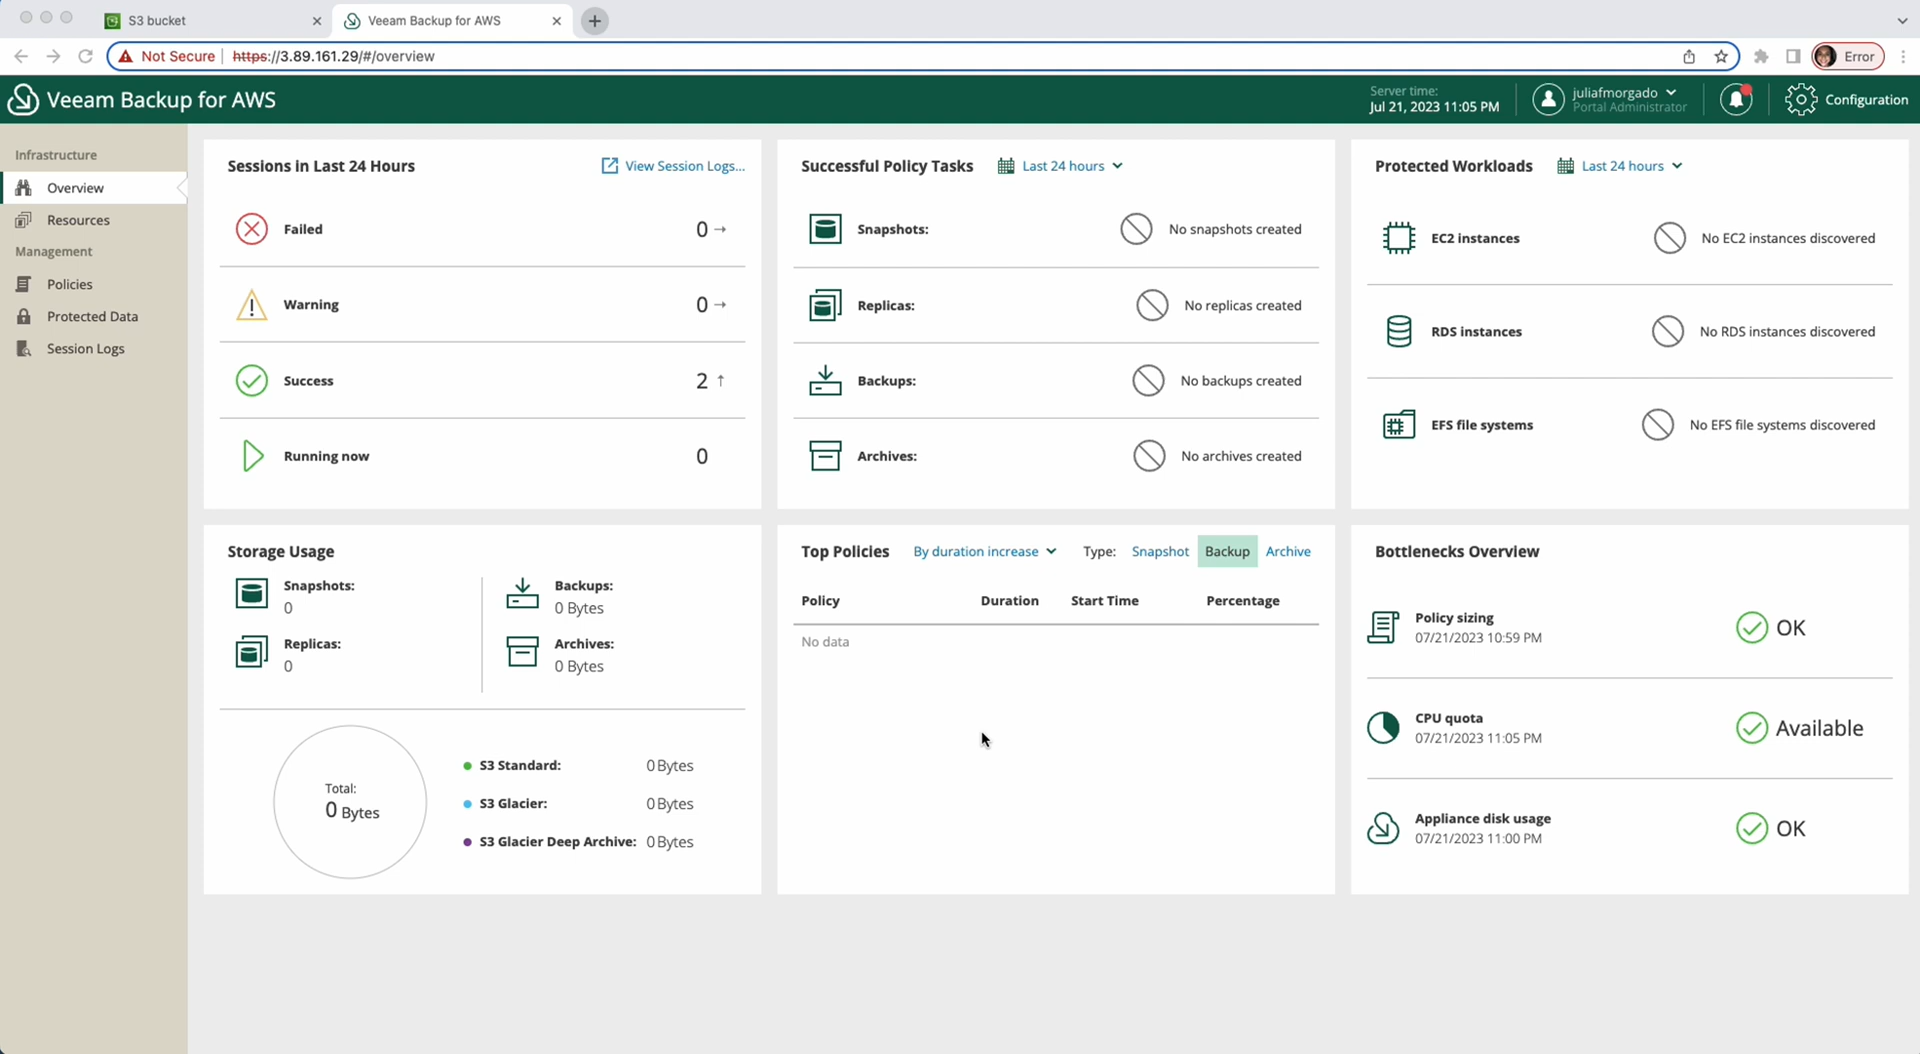 S3 bucket
Veeam Backup for AWS
Not Secure
https://3.89.161.29/#/overview
Error
Veeam Backup for AWS
Server time:
Jul 21, 2023 11:05 PM
juliafmorgado
Portal Administrator
Configuration
Infrastructure
Overview
Resources
Management
Policies
Protected Data
Session Logs
Sessions in Last 24 Hours
View Session Logs...
Failed 0
Warning 0
Success 2
Running now 0
Successful Policy Tasks
Last 24 hours
Snapshots: No snapshots created
Replicas: No replicas created
Backups: No backups created
Archives: No archives created
Protected Workloads
Last 24 hours
EC2 instances No EC2 instances discovered
RDS instances No RDS instances discovered
EFS file systems No EFS file systems discovered
Storage Usage
Snapshots:
0
Replicas:
0
Backups:
0 Bytes
Archives:
0 Bytes
Total:
0 Bytes
S3 Standard: 0 Bytes
S3 Glacier: 0 Bytes
S3 Glacier Deep Archive: 0 Bytes
Top Policies
By duration increase
Type: Snapshot Backup Archive
Policy Duration Start Time Percentage
No data
Bottlenecks Overview
Policy sizing
07/21/2023 10:59 PM
OK
CPU quota
07/21/2023 11:05 PM
Available
Appliance disk usage
07/21/2023 11:00 PM
OK